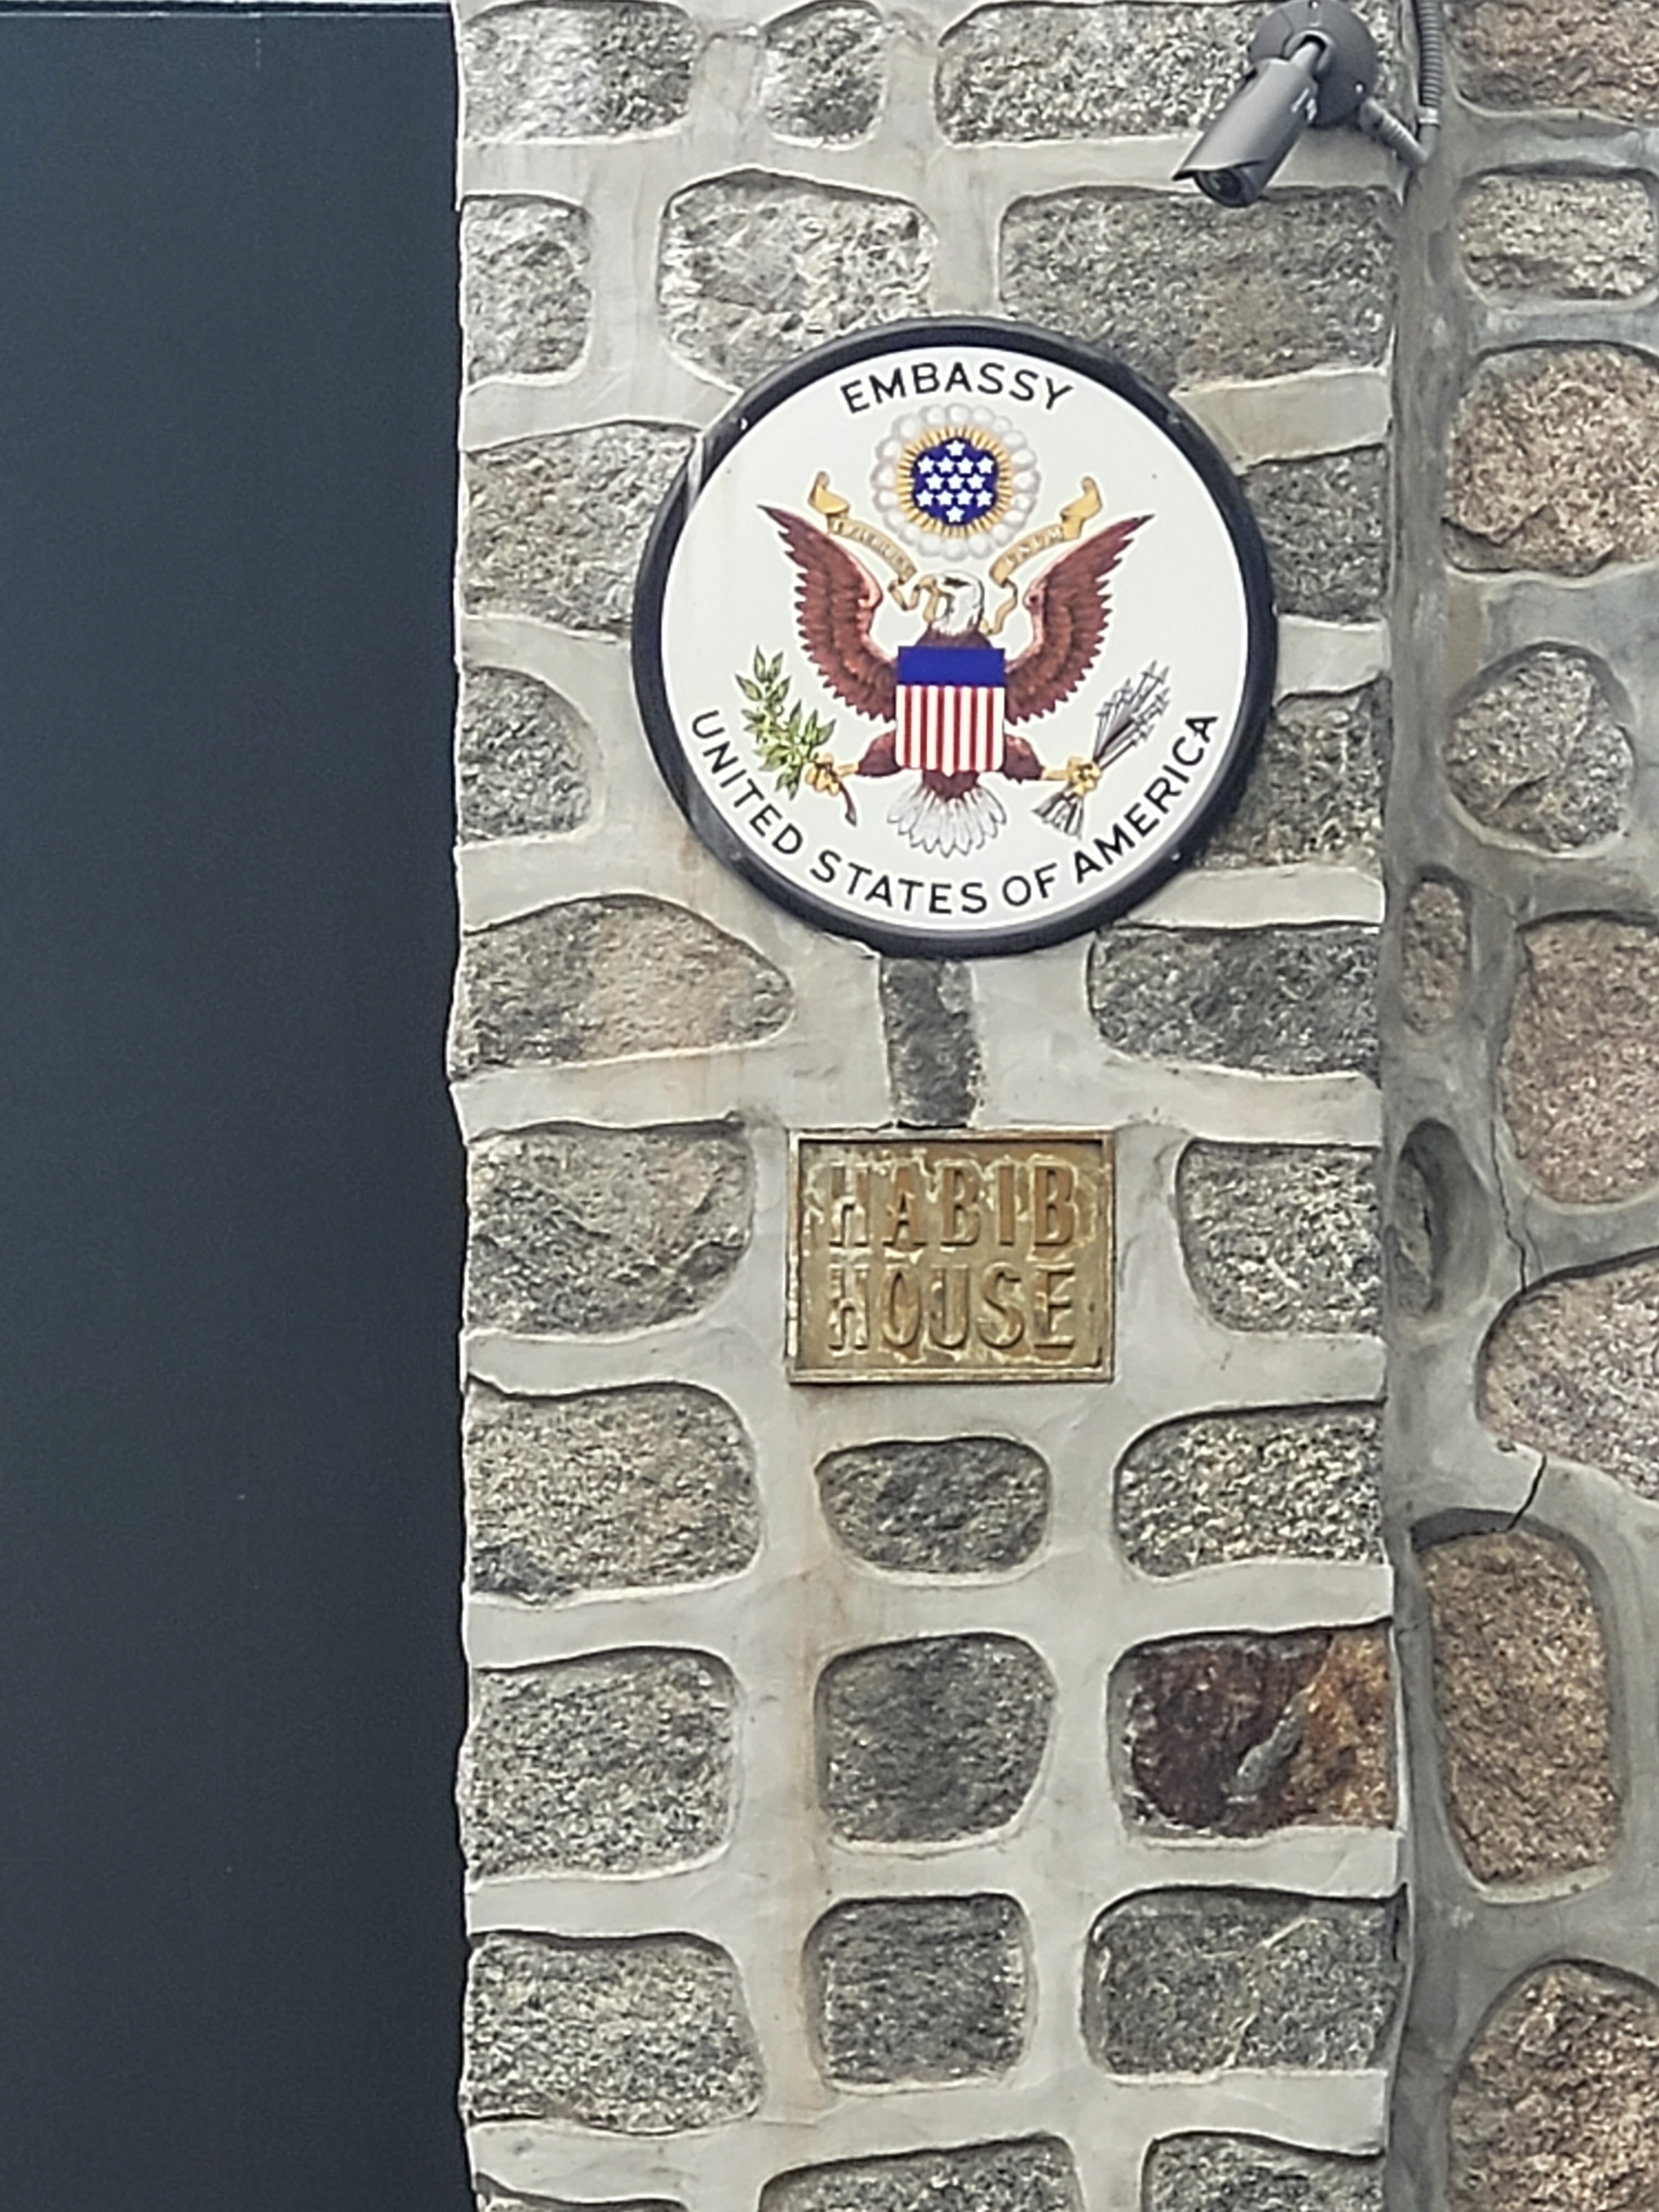 EMBASSY
UNITED STATES OF AMERICA
HABIB
HOUSE